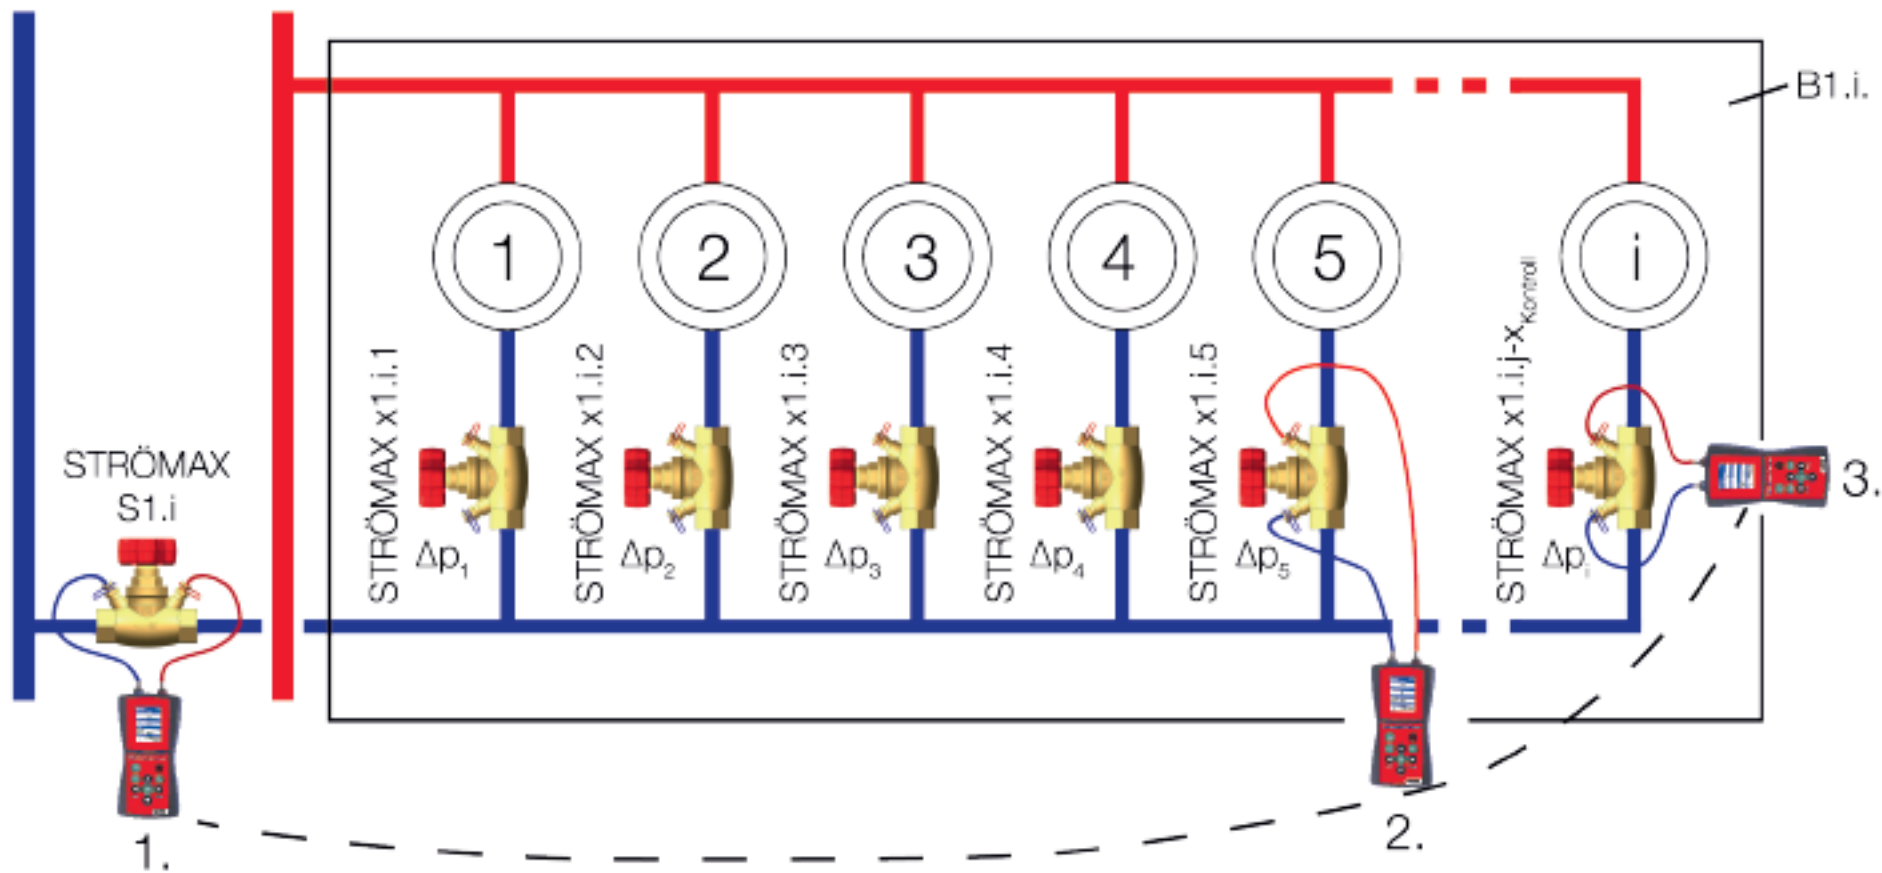 B1.i.
1
2
3
4
5
i
STRÖMAX x1.i.1
STRÖMAX x1.i.2
STRÖMAX x1.i.3
STRÖMAX x1.i.4
STRÖMAX x1.i.5
STRÖMAX x1.i.j-xKontroll
STRÖMAX
S1.i
Δp1
Δp2
Δp3
Δp4
Δp5
Δpi
3.
1.
2.